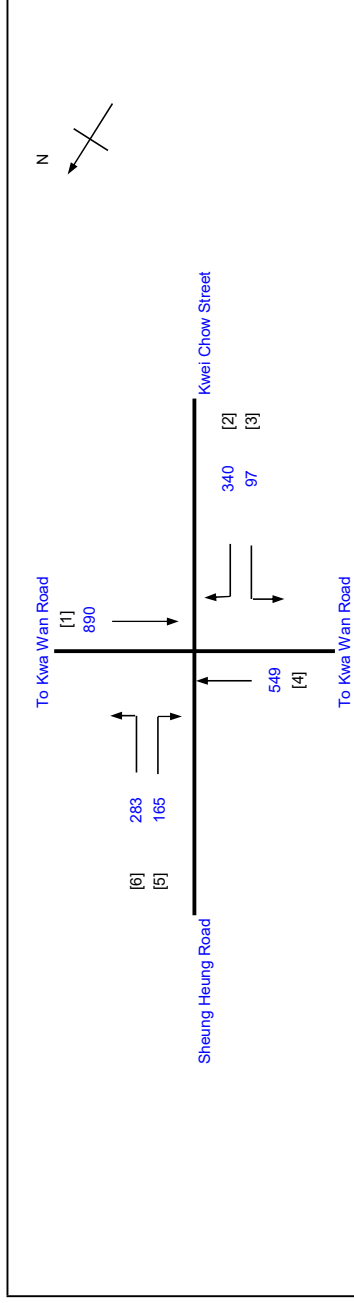 N
To Kwa Wan Road
[1]
890
Kwei Chow Street
340 [2]
97 [3]
[6] 283
[5] 165
549
[4]
Sheung Heung Road
To Kwa Wan Road